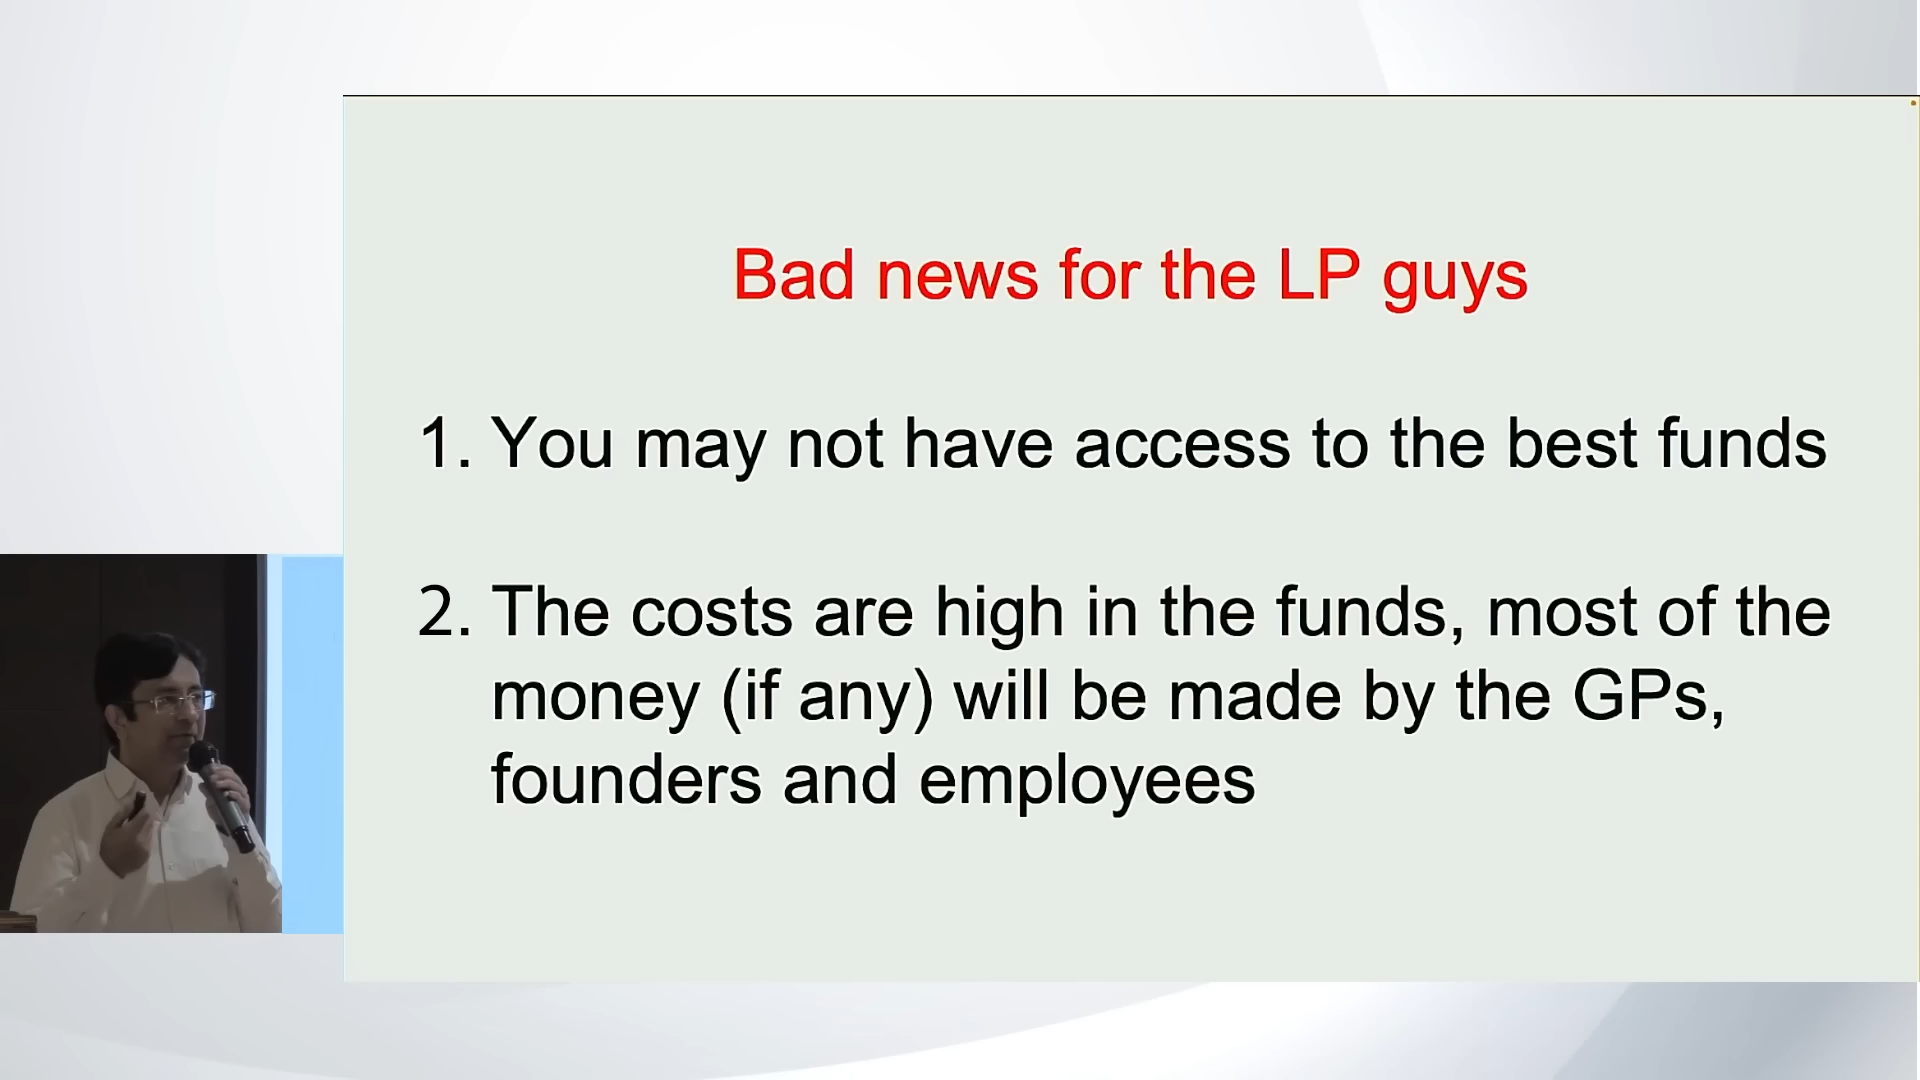 Bad news for the LP guys
1. You may not have access to the best funds
2. The costs are high in the funds, most of the
money (if any) will be made by the GPs,
founders and employees